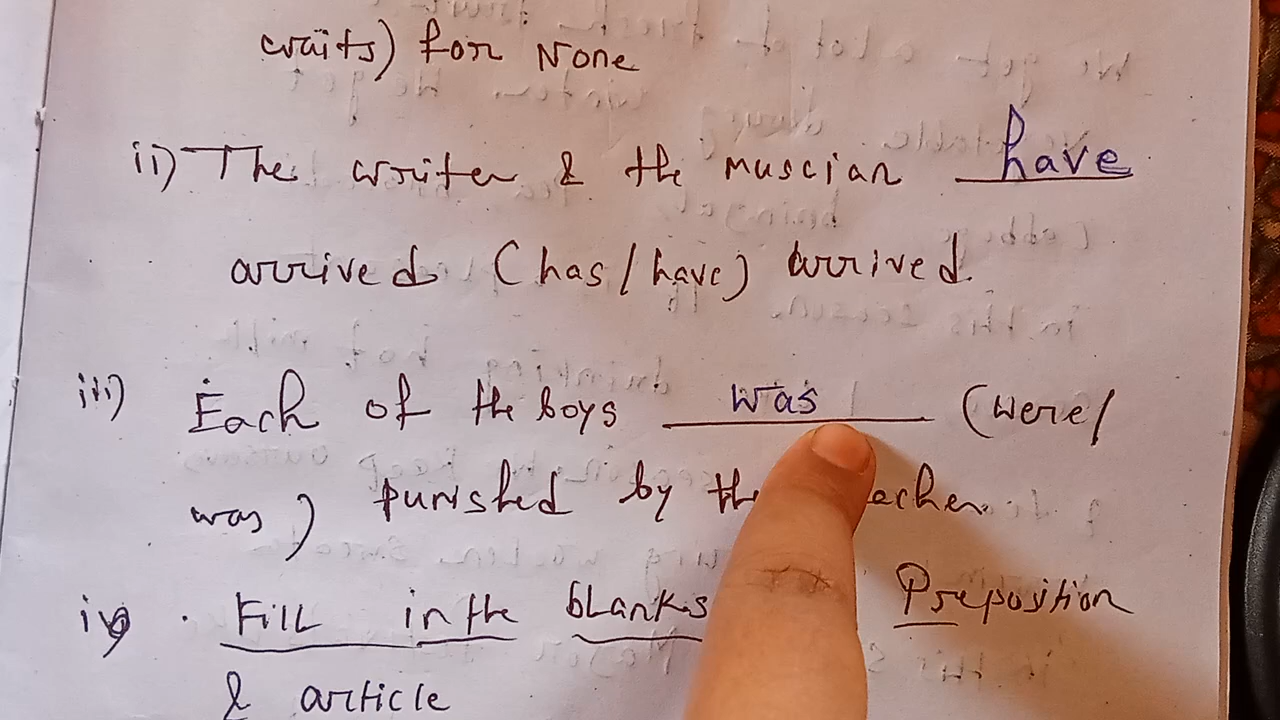 waits) for None
ii) The writer & the muscian have
arrived (has/have) arrived.
iii) Each of the boys was (were/
was) punished by the
iv) Fill in the blanks Preposition
& article